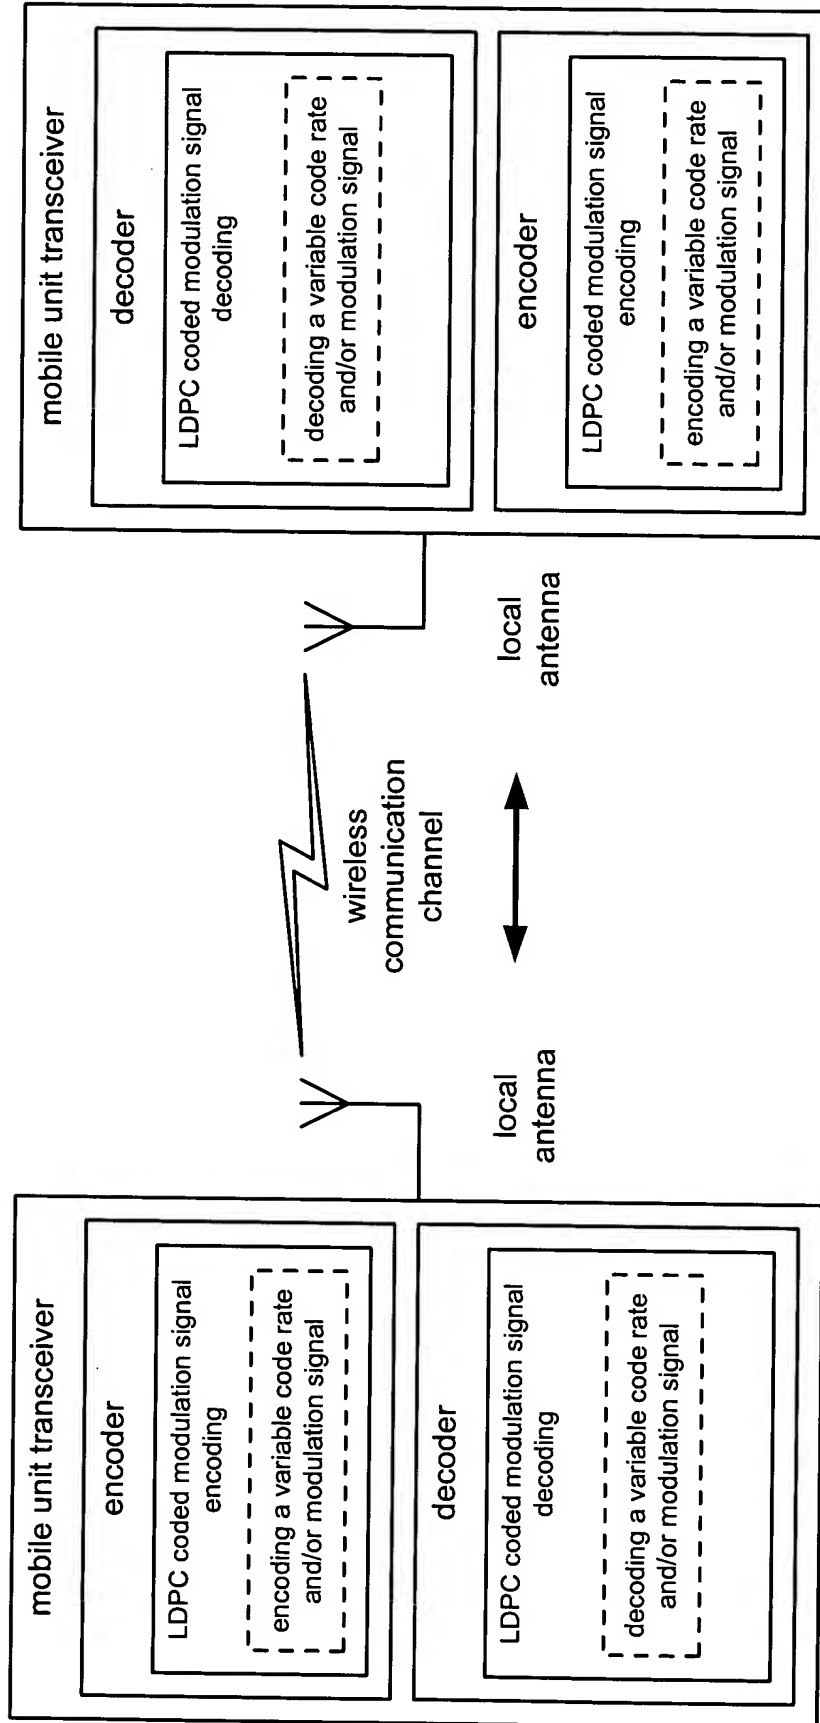 mobile unit transceiver
encoder
LDPC coded modulation signal
encoding
encoding a variable code rate
and/or modulation signal
decoder
LDPC coded modulation signal
decoding
decoding a variable code rate
and/or modulation signal
local
antenna
wireless
communication
channel
local
antenna
mobile unit transceiver
decoder
LDPC coded modulation signal
decoding
decoding a variable code rate
and/or modulation signal
encoder
LDPC coded modulation signal
encoding
encoding a variable code rate
and/or modulation signal